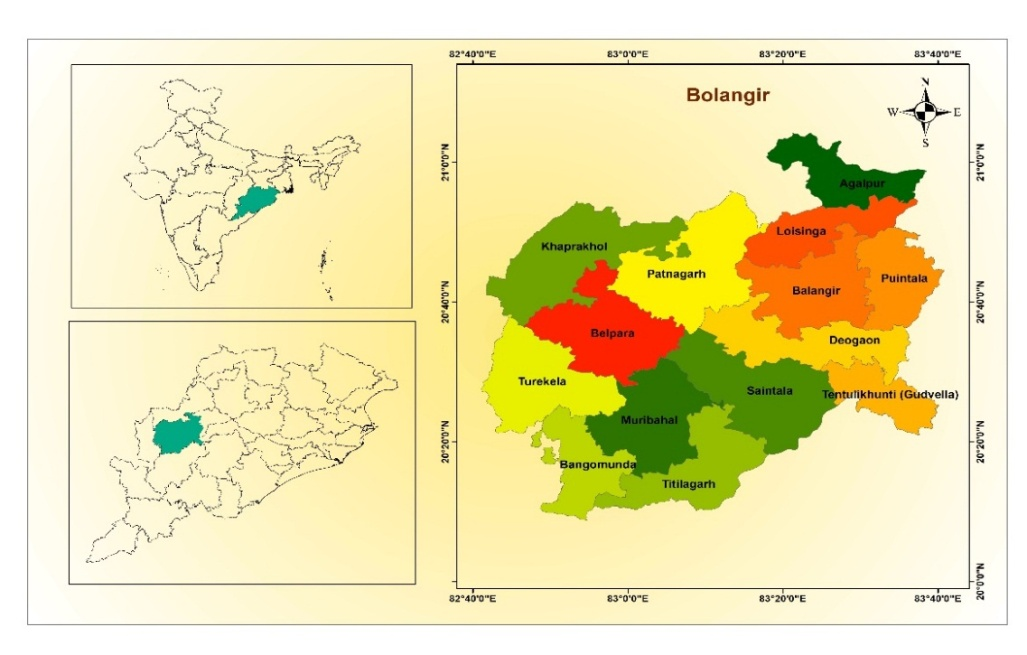 82°40'0"E 83°0'0"E 83°20'0"E 83°40'0"E
Bolangir
N
W E
S
21°0'0"N 21°0'0"N
Agalpur
Loisinga
Khaprakhol
Patnagarh
Puintala
Balangir
20°40'0"N 20°40'0"N
Belpara
Deogaon
Turekela
Saintala
Tentulikhunti (Gudvella)
Muribahal
20°20'0"N 20°20'0"N
Bangomunda
Titilagarh
20°0'0"N
82°40'0"E 83°0'0"E 83°20'0"E 83°40'0"E